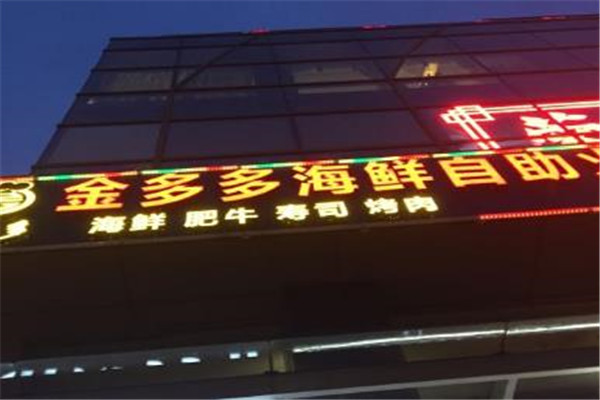 金多多海鲜自助
海鲜 肥牛 寿司 烤肉